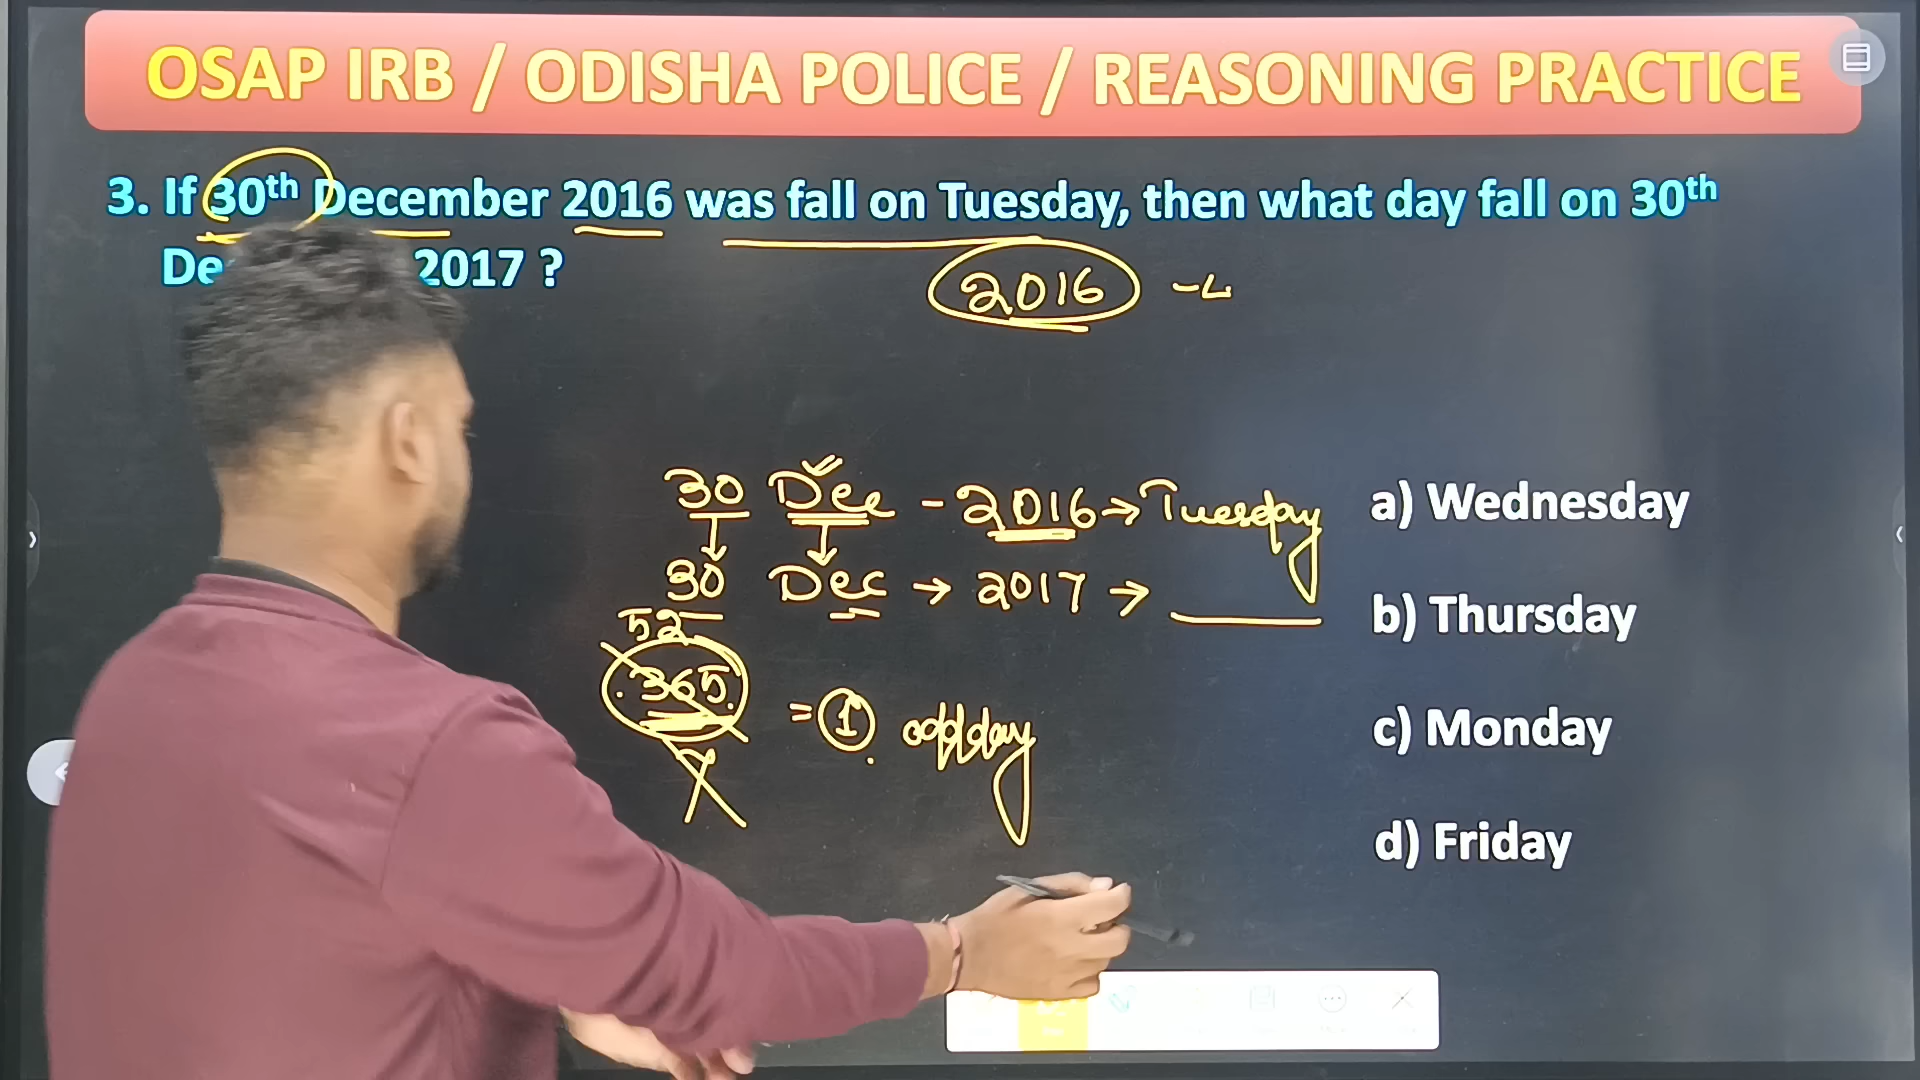 OSAP IRB / ODISHA POLICE / REASONING PRACTICE
3. If 30th December 2016 was fall on Tuesday, then what day fall on 30th
De 2017 ?
2016 -4
30 Dec - 2016 → Tuesday
30 Dec → 2017 →
52
365 = 1 oddday
7
a) Wednesday
b) Thursday
c) Monday
d) Friday